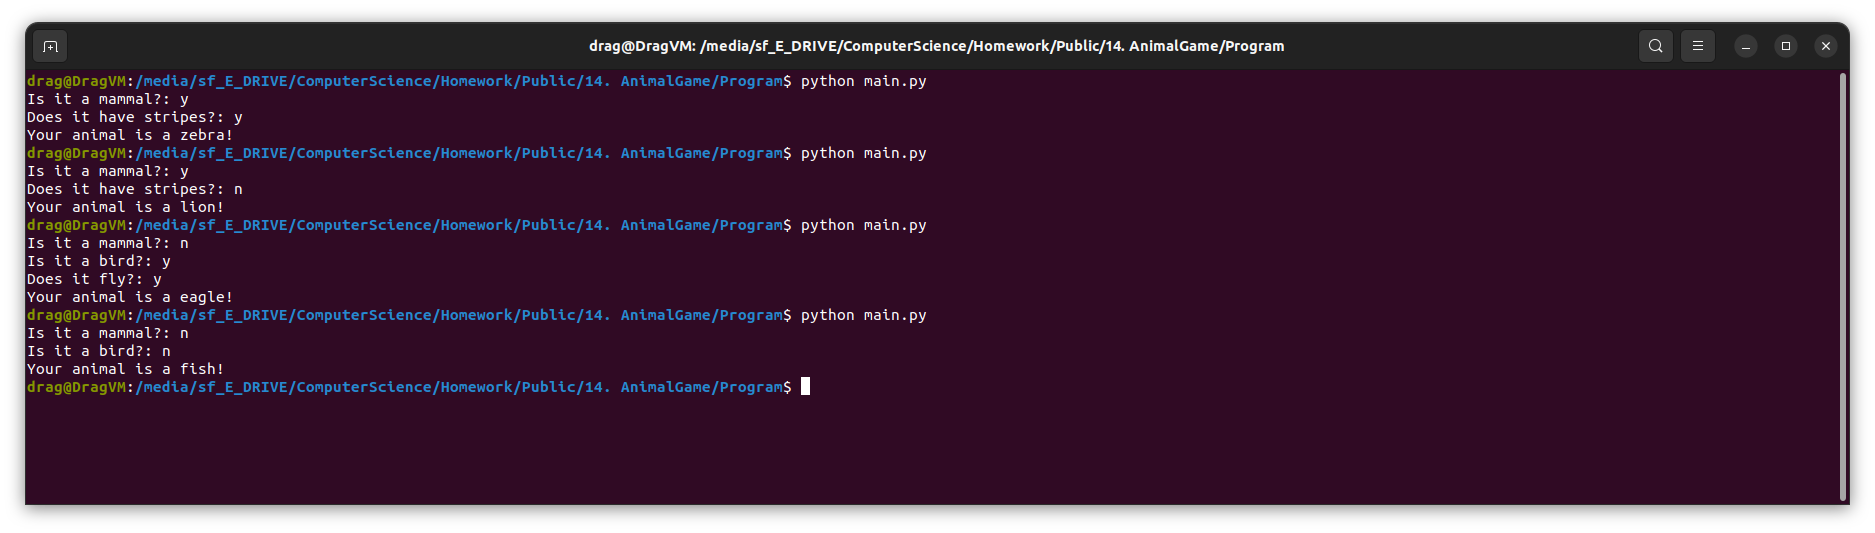 drag@DragVM: /media/sf_E_DRIVE/ComputerScience/Homework/Public/14. AnimalGame/Program
drag@DragVM:/media/sf_E_DRIVE/ComputerScience/Homework/Public/14. AnimalGame/Program$ python main.py
Is it a mammal?: y
Does it have stripes?: y
Your animal is a zebra!
drag@DragVM:/media/sf_E_DRIVE/ComputerScience/Homework/Public/14. AnimalGame/Program$ python main.py
Is it a mammal?: y
Does it have stripes?: n
Your animal is a lion!
drag@DragVM:/media/sf_E_DRIVE/ComputerScience/Homework/Public/14. AnimalGame/Program$ python main.py
Is it a mammal?: n
Is it a bird?: y
Does it fly?: y
Your animal is a eagle!
drag@DragVM:/media/sf_E_DRIVE/ComputerScience/Homework/Public/14. AnimalGame/Program$ python main.py
Is it a mammal?: n
Is it a bird?: n
Your animal is a fish!
drag@DragVM:/media/sf_E_DRIVE/ComputerScience/Homework/Public/14. AnimalGame/Program$